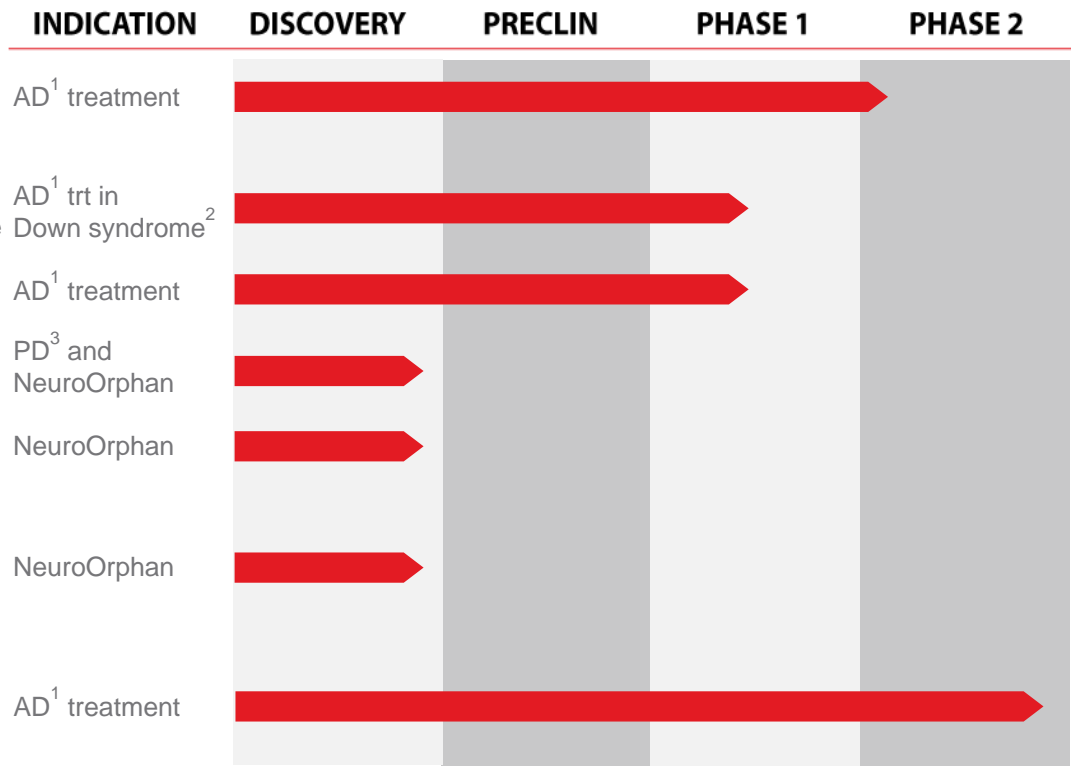 INDICATION DISCOVERY PRECLIN PHASE 1 PHASE 2
AD¹ treatment
AD¹ trt in
Down syndrome²
AD¹ treatment
PD³ and
NeuroOrphan
NeuroOrphan
NeuroOrphan
AD¹ treatment